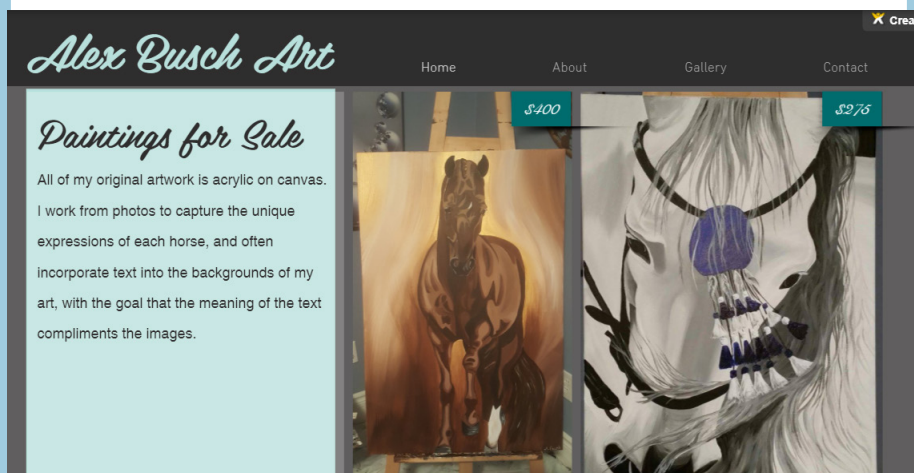 Crea
Alex Busch Art
Home
About
Gallery
Contact
Paintings for Sale
All of my original artwork is acrylic on canvas.
I work from photos to capture the unique
expressions of each horse, and often
incorporate text into the backgrounds of my
art, with the goal that the meaning of the text
compliments the images.
$400
$275